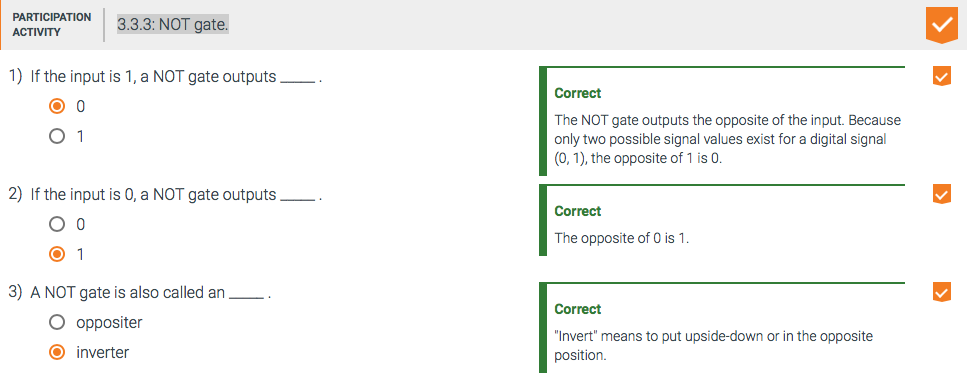 PARTICIPATION
ACTIVITY
3.3.3: NOT gate.
1) If the input is 1, a NOT gate outputs ____ .
0
1
Correct
The NOT gate outputs the opposite of the input. Because
only two possible signal values exist for a digital signal
(0, 1), the opposite of 1 is 0.
2) If the input is 0, a NOT gate outputs ____ .
0
1
Correct
The opposite of 0 is 1.
3) A NOT gate is also called an ____ .
oppositer
inverter
Correct
"Invert" means to put upside-down or in the opposite
position.